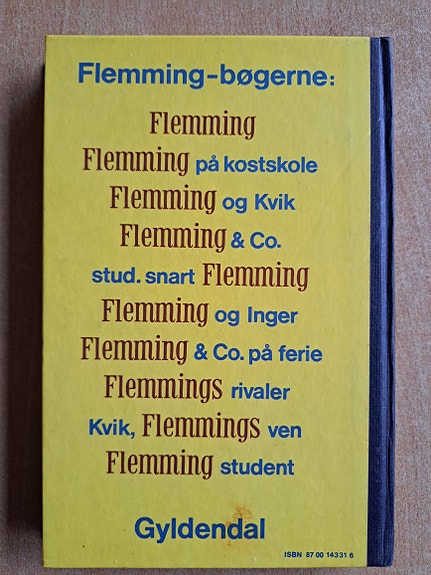 Flemming-bøgerne:
Flemming
Flemming på kostskole
Flemming og Kvik
Flemming & Co.
stud. snart Flemming
Flemming og Inger
Flemming & Co. på ferie
Flemmings rivaler
Kvik, Flemmings ven
Flemming student
Gyldendal
ISBN 87 00 14331 6